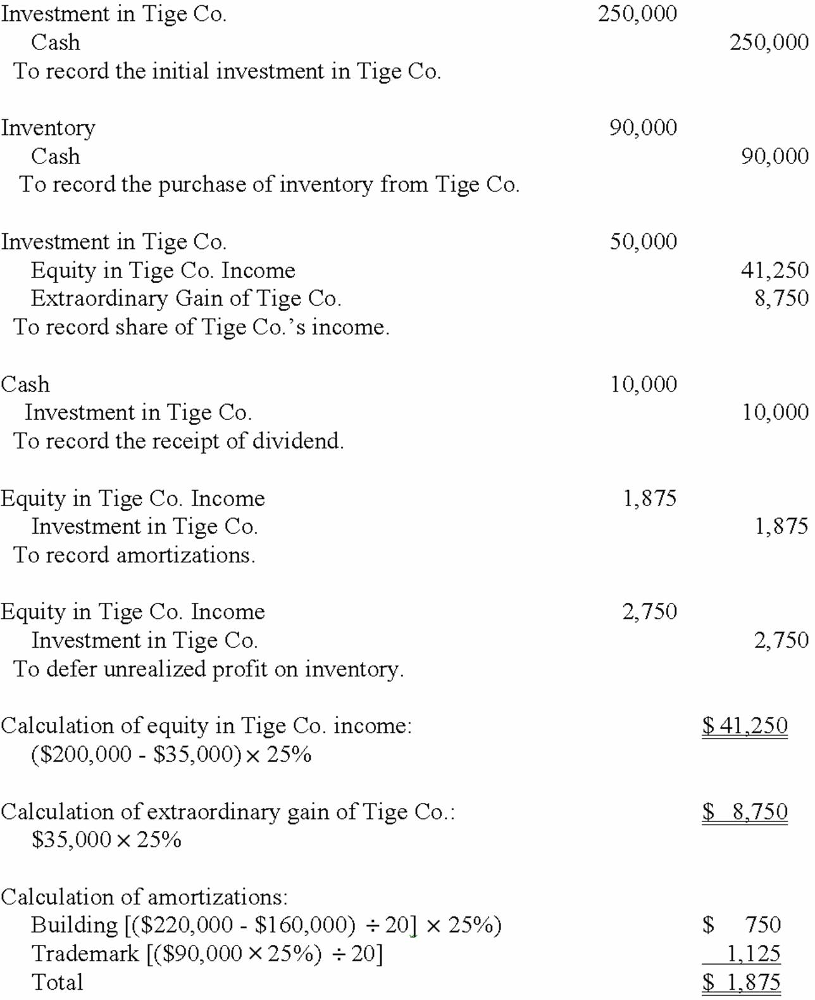 Investment in Tige Co. 250,000
Cash 250,000
To record the initial investment in Tige Co.
Inventory 90,000
Cash 90,000
To record the purchase of inventory from Tige Co.
Investment in Tige Co. 50,000
Equity in Tige Co. Income 41,250
Extraordinary Gain of Tige Co. 8,750
To record share of Tige Co.’s income.
Cash 10,000
Investment in Tige Co. 10,000
To record the receipt of dividend.
Equity in Tige Co. Income 1,875
Investment in Tige Co. 1,875
To record amortizations.
Equity in Tige Co. Income 2,750
Investment in Tige Co. 2,750
To defer unrealized profit on inventory.
Calculation of equity in Tige Co. income: $ 41,250
($200,000 - $35,000) × 25%
Calculation of extraordinary gain of Tige Co.: $ 8,750
$35,000 × 25%
Calculation of amortizations:
Building [($220,000 - $160,000) ÷ 20] × 25%) $ 750
Trademark [($90,000 × 25%) ÷ 20] 1,125
Total $ 1,875